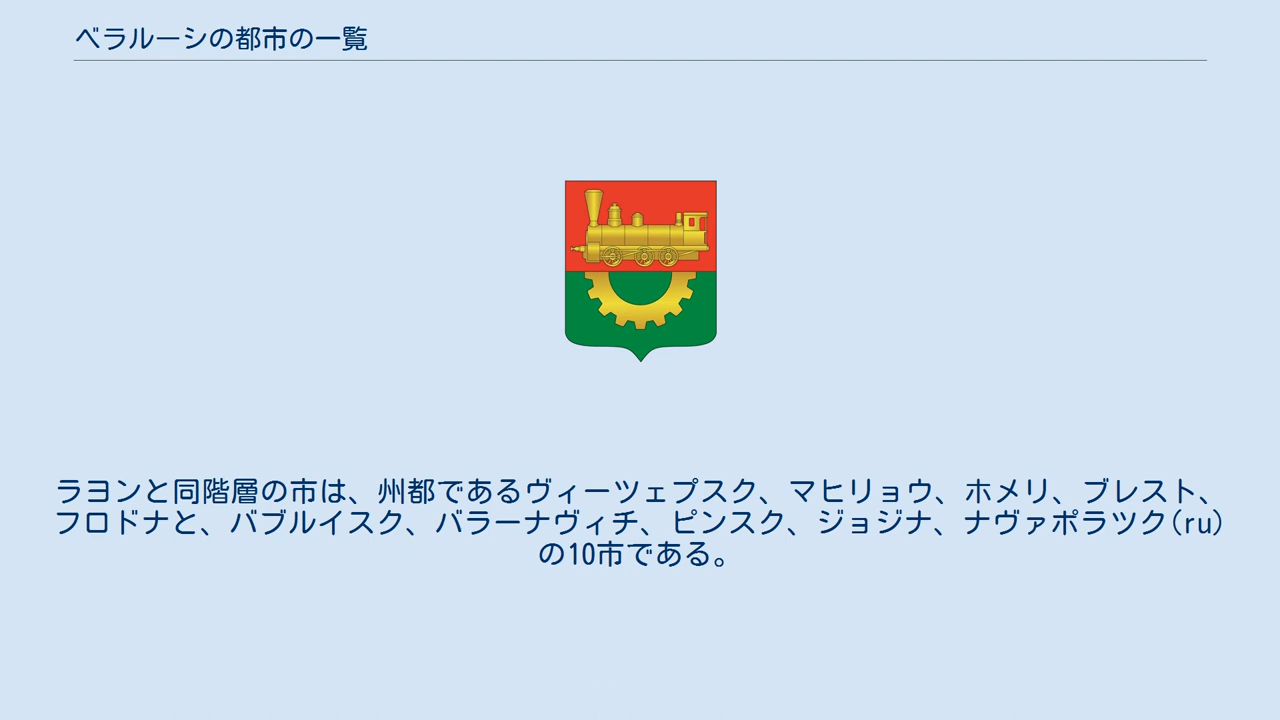 ベラルーシの都市の一覧
ラヨンと同階層の市は、州都であるヴィーツェプスク、マヒリョウ、ホメリ、ブレスト、
フロドナと、バブルイスク、バラーナヴィチ、ピンスク、ジョジナ、ナヴァポラツク(ru)
の10市である。